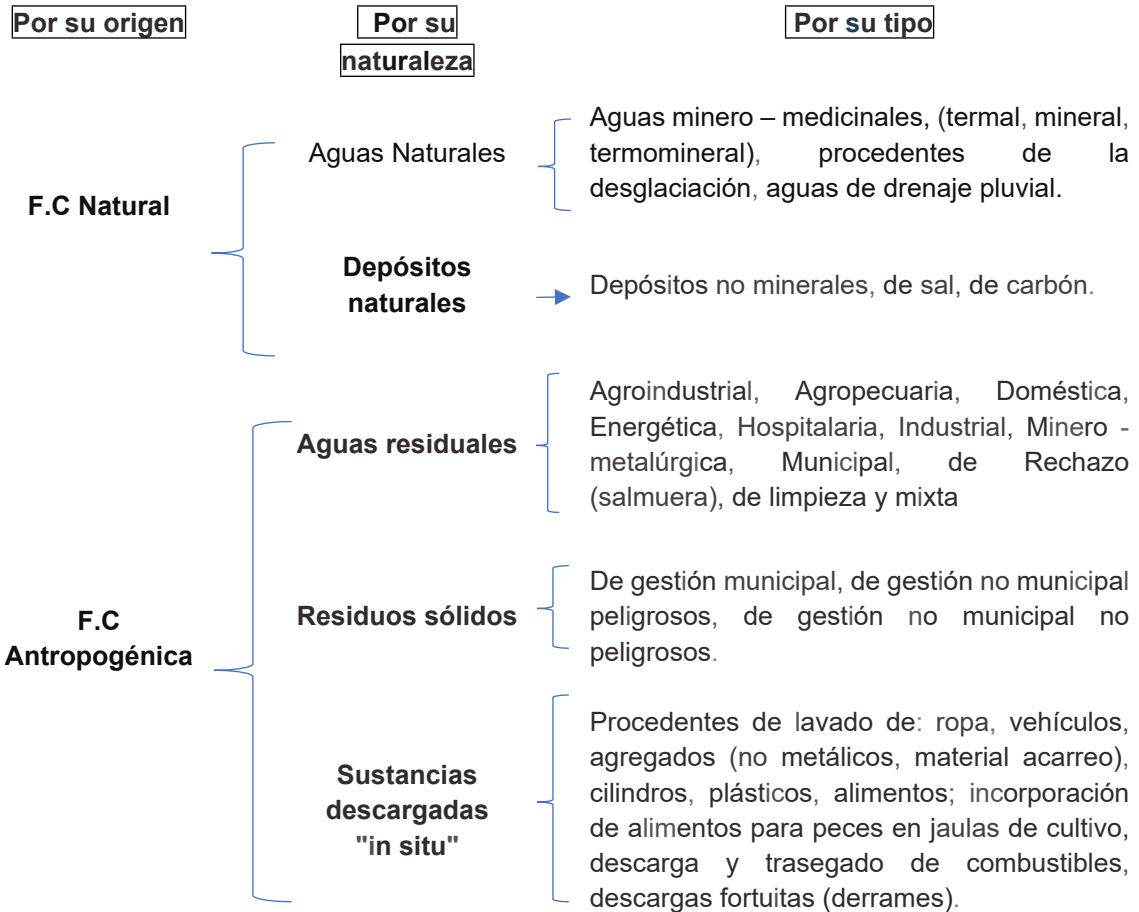 Por su origen
Por su
naturaleza
Por su tipo
F.C Natural
Aguas Naturales
Aguas minero – medicinales, (termal, mineral,
termomineral), procedentes de la
desglaciación, aguas de drenaje pluvial.
Depósitos
naturales
Depósitos no minerales, de sal, de carbón.
F.C
Antropogénica
Aguas residuales
Agroindustrial, Agropecuaria, Doméstica,
Energética, Hospitalaria, Industrial, Minero -
metalúrgica, Municipal, de Rechazo
(salmuera), de limpieza y mixta
Residuos sólidos
De gestión municipal, de gestión no municipal
peligrosos, de gestión no municipal no
peligrosos.
Sustancias
descargadas
"in situ"
Procedentes de lavado de: ropa, vehículos,
agregados (no metálicos, material acarreo),
cilindros, plásticos, alimentos; incorporación
de alimentos para peces en jaulas de cultivo,
descarga y trasegado de combustibles,
descargas fortuitas (derrames).